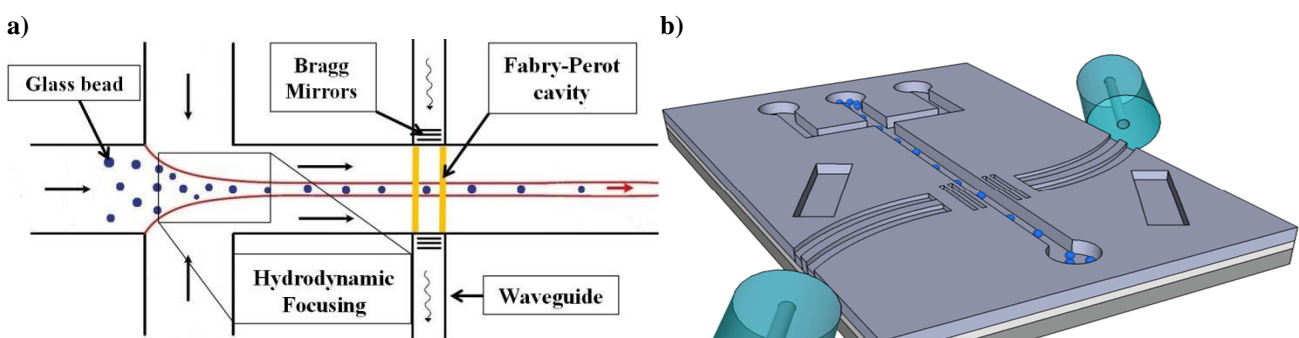 a)
Glass bead
Bragg
Mirrors
Fabry-Perot
cavity
Hydrodynamic
Focusing
Waveguide
b)